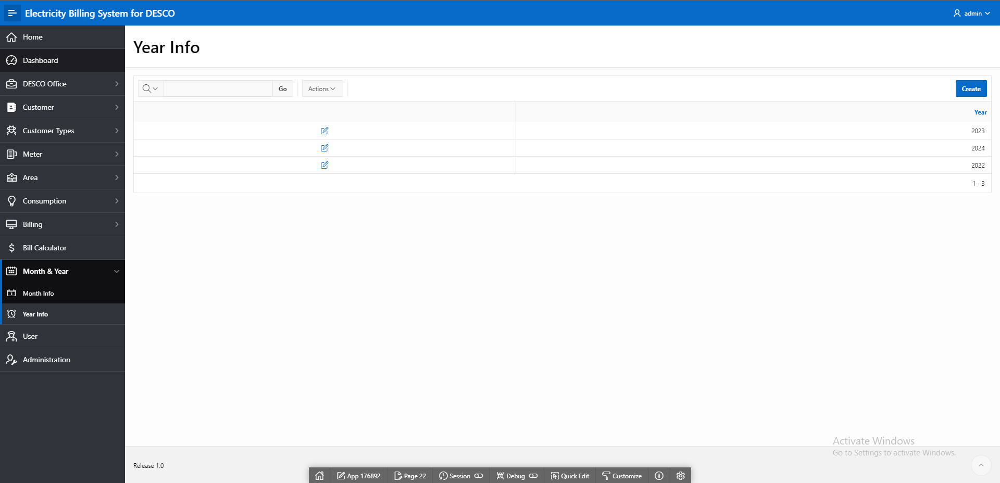 Electricity Billing System for DESCO
admin
Home
Dashboard
DESCO Office
Customer
Customer Types
Meter
Area
Consumption
Billing
Bill Calculator
Month & Year
Month Info
Year Info
User
Administration
Year Info
Go
Actions
Create
Year
2023
2024
2022
1 - 3
Activate Windows
Go to Settings to activate Windows.
Release 1.0
App 176892
Page 22
Session
Debug
Quick Edit
Customize